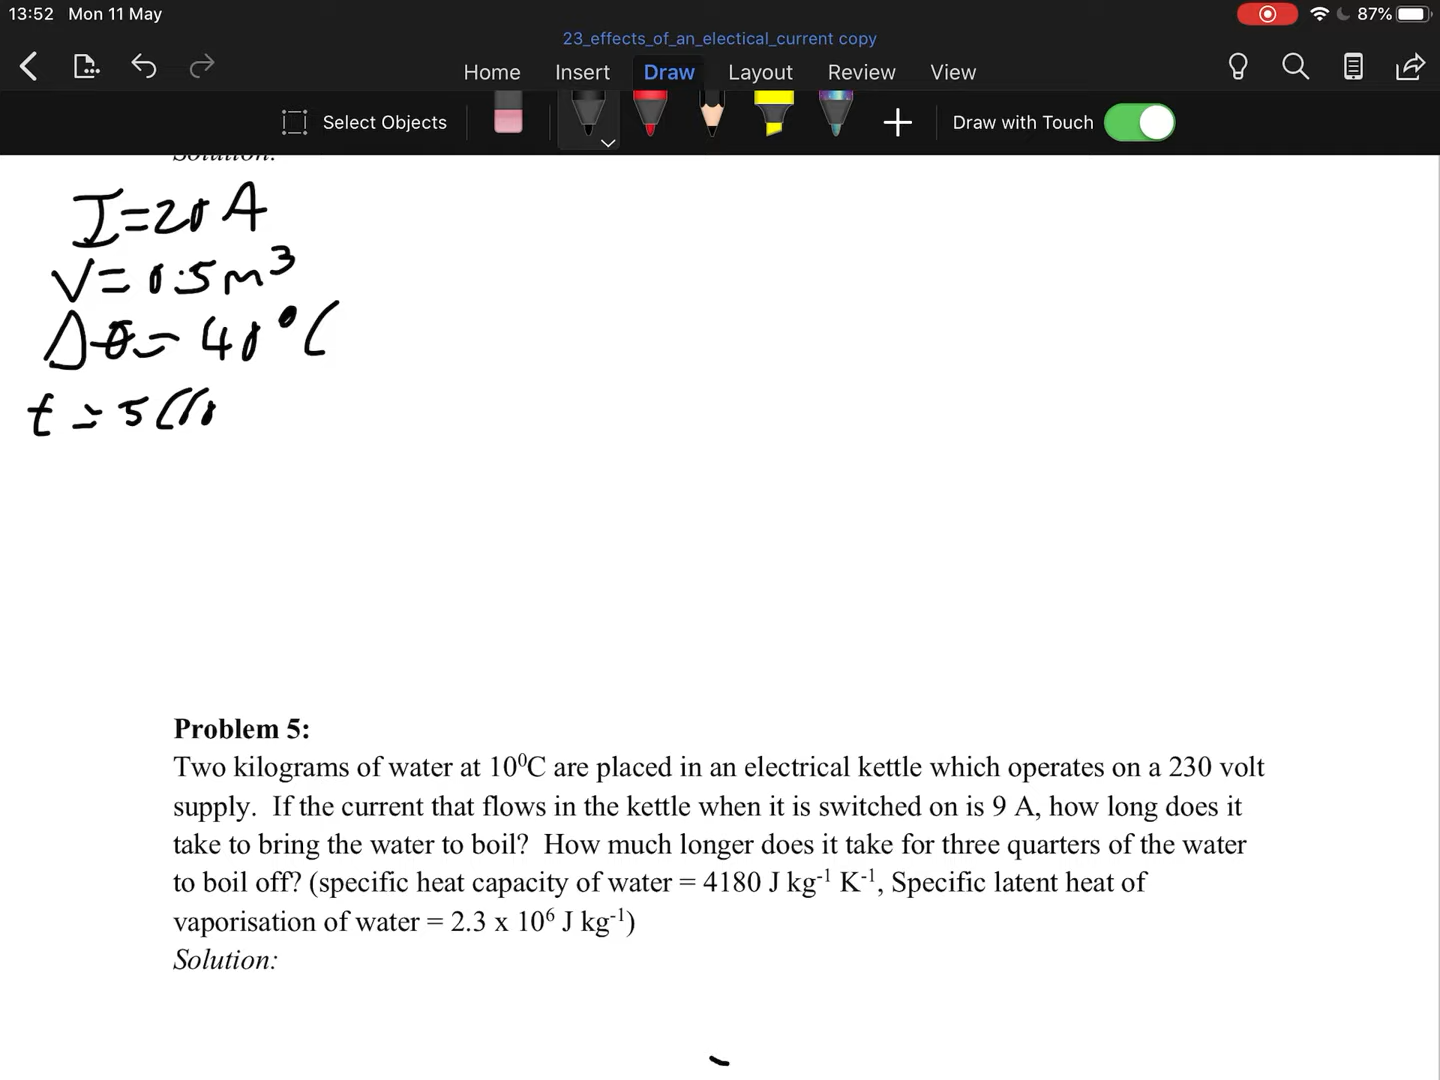 13:52 Mon 11 May 87%
23_effects_of_an_electical_current copy
Home Insert Draw Layout Review View
Select Objects Draw with Touch
Solution:
I=20A
V=0.5m³
Δθ=40°C
t=5
Problem 5:
Two kilograms of water at 10⁰C are placed in an electrical kettle which operates on a 230 volt
supply. If the current that flows in the kettle when it is switched on is 9 A, how long does it
take to bring the water to boil? How much longer does it take for three quarters of the water
to boil off? (specific heat capacity of water = 4180 J kg⁻¹ K⁻¹, Specific latent heat of
vaporisation of water = 2.3 x 10⁶ J kg⁻¹)
Solution: